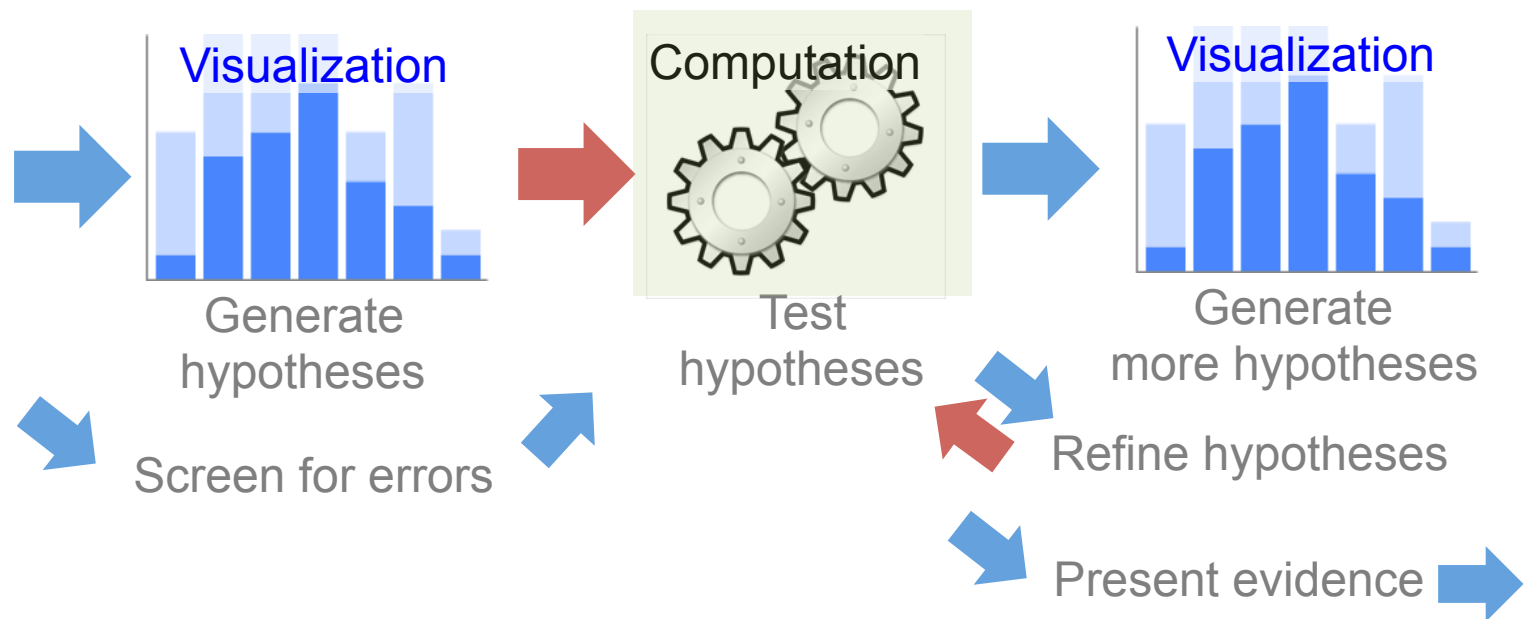 Visualization
Generate
hypotheses
Screen for errors
Computation
Test
hypotheses
Visualization
Generate
more hypotheses
Refine hypotheses
Present evidence